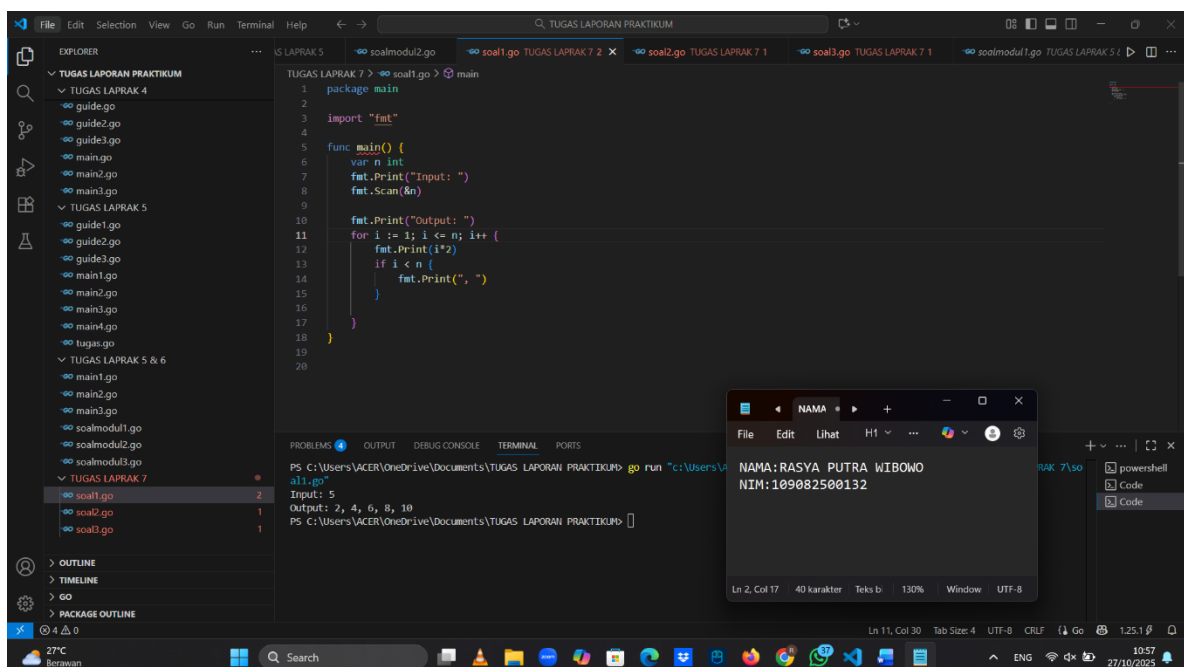 File Edit Selection View Go Run Terminal Help
TUGAS LAPORAN PRAKTIKUM
EXPLORER
TUGAS LAPORAN PRAKTIKUM
TUGAS LAPRAK 4
guide.go
guide2.go
guide3.go
main.go
main2.go
main3.go
TUGAS LAPRAK 5
guide1.go
guide2.go
guide3.go
main1.go
main2.go
main3.go
main4.go
tugas.go
TUGAS LAPRAK 5 & 6
main1.go
main2.go
main3.go
soalmodul1.go
soalmodul2.go
soalmodul3.go
TUGAS LAPRAK 7
soal1.go 2
soal2.go 1
soal3.go 1
OUTLINE
TIMELINE
GO
PACKAGE OUTLINE
LAPRAK 5 soalmodul2.go soal1.go TUGAS LAPRAK 7 2 soal2.go TUGAS LAPRAK 7 1 soal3.go TUGAS LAPRAK 7 1 soalmodul1.go TUGAS LAPRAK 5
TUGAS LAPRAK 7 > soal1.go > main
1 package main
2
3 import "fmt"
4
5 func main() {
6 var n int
7 fmt.Print("Input: ")
8 fmt.Scan(&n)
9
10 fmt.Print("Output: ")
11 for i := 1; i <= n; i++ {
12 fmt.Print(i*2)
13 if i < n {
14 fmt.Print(", ")
15 }
16
17 }
18 }
19
20
PROBLEMS 4 OUTPUT DEBUG CONSOLE TERMINAL PORTS
PS C:\Users\ACER\OneDrive\Documents\TUGAS LAPORAN PRAKTIKUM> go run "c:\Users\A RAK 7\so
al1.go"
Input: 5
Output: 2, 4, 6, 8, 10
PS C:\Users\ACER\OneDrive\Documents\TUGAS LAPORAN PRAKTIKUM>
powershell
Code
Code
NAMA
File Edit Lihat H1
NAMA:RASYA PUTRA WIBOWO
NIM:109082500132
Ln 2, Col 17 40 karakter Teks b 130% Window UTF-8
4 0
Ln 11, Col 30 Tab Size: 4 UTF-8 CRLF Go 1.25.1
27°C
Berawan
Search
37
ENG
10:57
27/10/2025